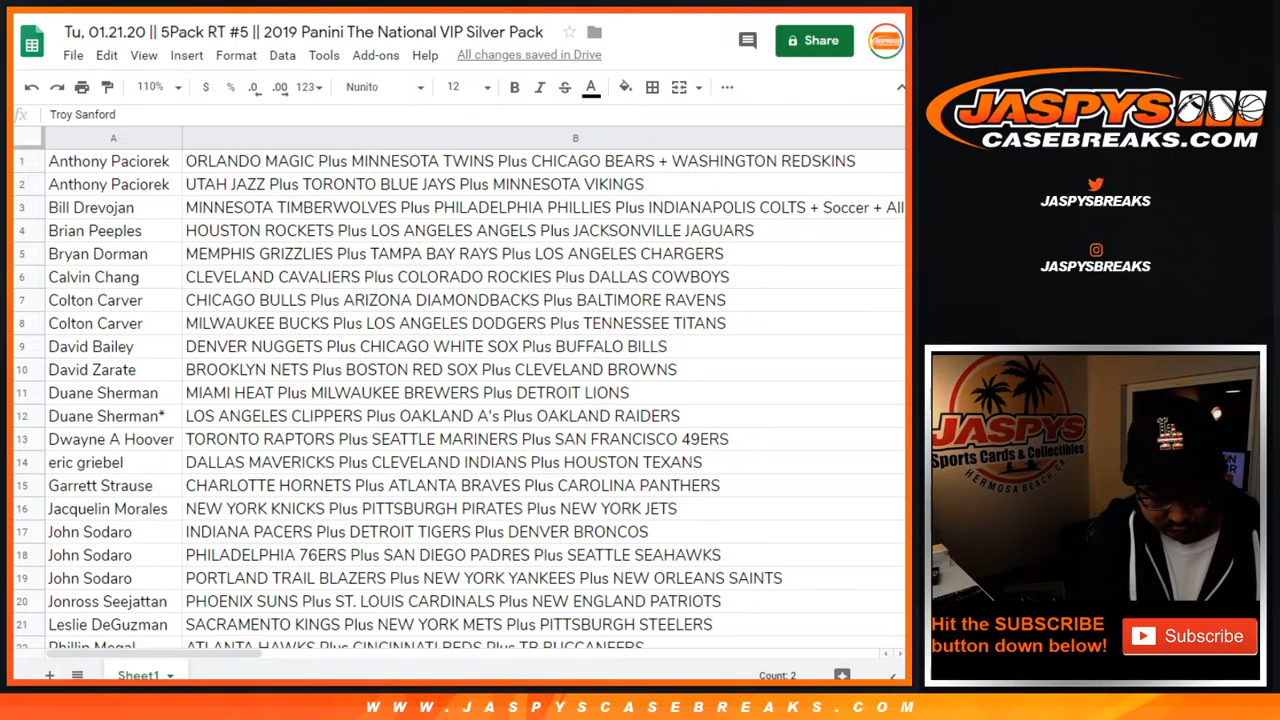 Tu, 01.21.20 || 5Pack RT #5 || 2019 Panini The National VIP Silver Pack
File Edit View Insert Format Data Tools Add-ons Help All changes saved in Drive
Share
110% $ % .0 .00 123 Nunito 12 B I S A
fx Troy Sanford
A B
1 Anthony Paciorek ORLANDO MAGIC Plus MINNESOTA TWINS Plus CHICAGO BEARS + WASHINGTON REDSKINS
2 Anthony Paciorek UTAH JAZZ Plus TORONTO BLUE JAYS Plus MINNESOTA VIKINGS
3 Bill Drevojan MINNESOTA TIMBERWOLVES Plus PHILADELPHIA PHILLIES Plus INDIANAPOLIS COLTS + Soccer + All
4 Brian Peeples HOUSTON ROCKETS Plus LOS ANGELES ANGELS Plus JACKSONVILLE JAGUARS
5 Bryan Dorman MEMPHIS GRIZZLIES Plus TAMPA BAY RAYS Plus LOS ANGELES CHARGERS
6 Calvin Chang CLEVELAND CAVALIERS Plus COLORADO ROCKIES Plus DALLAS COWBOYS
7 Colton Carver CHICAGO BULLS Plus ARIZONA DIAMONDBACKS Plus BALTIMORE RAVENS
8 Colton Carver MILWAUKEE BUCKS Plus LOS ANGELES DODGERS Plus TENNESSEE TITANS
9 David Bailey DENVER NUGGETS Plus CHICAGO WHITE SOX Plus BUFFALO BILLS
10 David Zarate BROOKLYN NETS Plus BOSTON RED SOX Plus CLEVELAND BROWNS
11 Duane Sherman MIAMI HEAT Plus MILWAUKEE BREWERS Plus DETROIT LIONS
12 Duane Sherman* LOS ANGELES CLIPPERS Plus OAKLAND A's Plus OAKLAND RAIDERS
13 Dwayne A Hoover TORONTO RAPTORS Plus SEATTLE MARINERS Plus SAN FRANCISCO 49ERS
14 eric griebel DALLAS MAVERICKS Plus CLEVELAND INDIANS Plus HOUSTON TEXANS
15 Garrett Strause CHARLOTTE HORNETS Plus ATLANTA BRAVES Plus CAROLINA PANTHERS
16 Jacquelin Morales NEW YORK KNICKS Plus PITTSBURGH PIRATES Plus NEW YORK JETS
17 John Sodaro INDIANA PACERS Plus DETROIT TIGERS Plus DENVER BRONCOS
18 John Sodaro PHILADELPHIA 76ERS Plus SAN DIEGO PADRES Plus SEATTLE SEAHAWKS
19 John Sodaro PORTLAND TRAIL BLAZERS Plus NEW YORK YANKEES Plus NEW ORLEANS SAINTS
20 Jonross Seejattan PHOENIX SUNS Plus ST. LOUIS CARDINALS Plus NEW ENGLAND PATRIOTS
21 Leslie DeGuzman SACRAMENTO KINGS Plus NEW YORK METS Plus PITTSBURGH STEELERS
ATLANTA HAWKS Plus CINCINNATI REDS Plus TB BUCCANEERS
Sheet1 Count: 2
JASPYS
CASEBREAKS.COM
JASPYSBREAKS
JASPYSBREAKS
JASPYS
Sports Cards & Collectibles
HERMOSA BEACH, CA
Hit the SUBSCRIBE
button down below!
Subscribe
WWW.JASPYSCASEBREAKS.COM